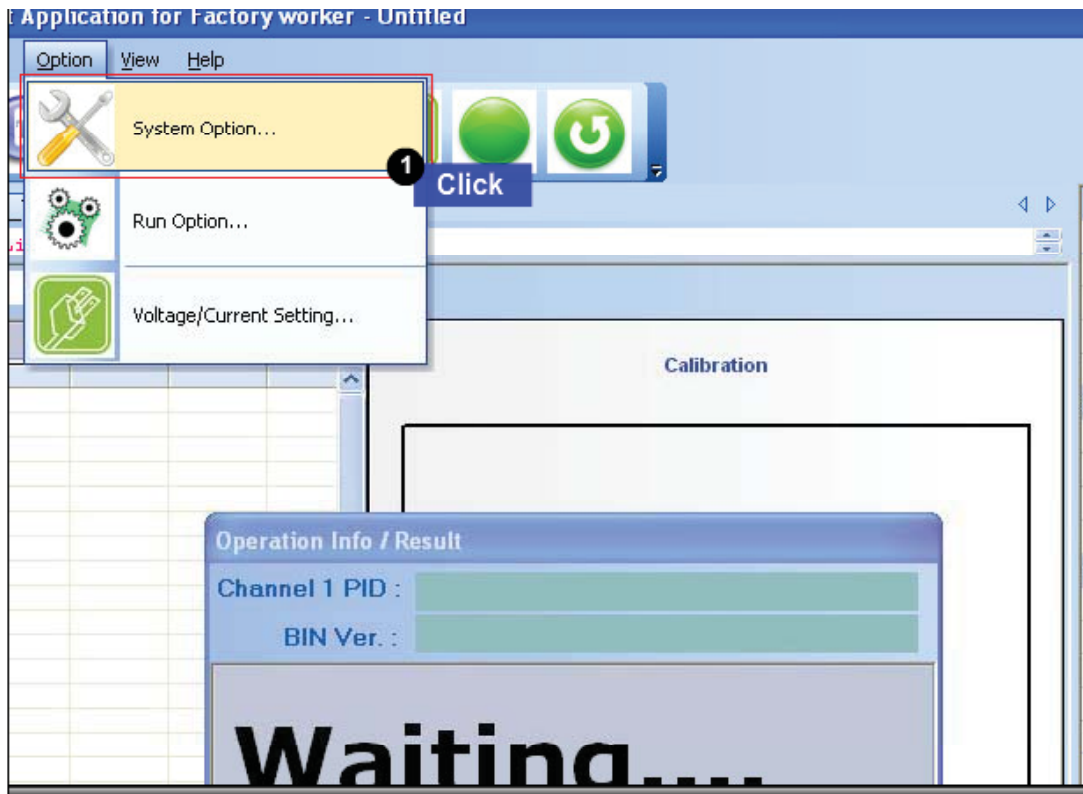 t Application for Factory worker - Untitled
Option View Help
System Option...
1
Click
Run Option...
Voltage/Current Setting...
Calibration
Operation Info / Result
Channel 1 PID :
BIN Ver. :
Waiting....